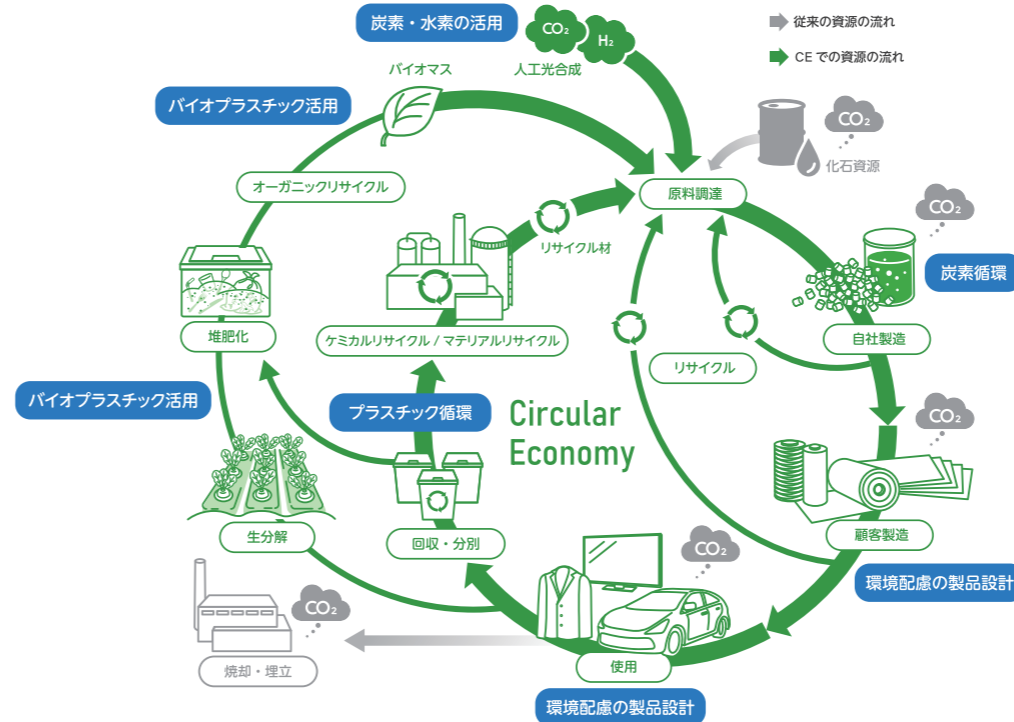 炭素・水素の活用
CO2
H2
従来の資源の流れ
CEでの資源の流れ
バイオマス
人工光合成
バイオプラスチック活用
CO2
化石資源
オーガニックリサイクル
原料調達
CO2
リサイクル材
炭素循環
堆肥化
ケミカルリサイクル / マテリアルリサイクル
自社製造
リサイクル
バイオプラスチック活用
プラスチック循環
Circular
Economy
CO2
生分解
回収・分別
顧客製造
CO2
環境配慮の製品設計
CO2
焼却・埋立
使用
環境配慮の製品設計